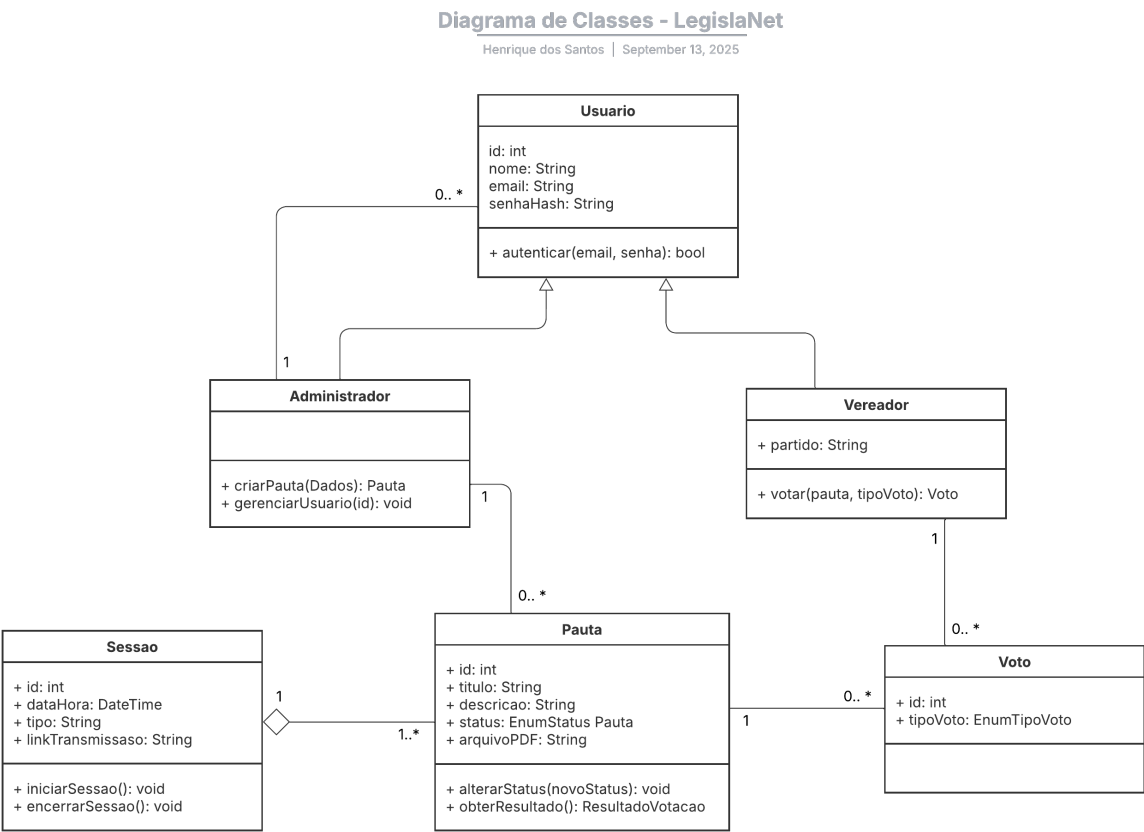 Diagrama de Classes - LegislaNet
Henrique dos Santos | September 13, 2025
Usuario
id: int
nome: String
email: String
senhaHash: String
+ autenticar(email, senha): bool
0.. *
1
Administrador
+ criarPauta(Dados): Pauta
+ gerenciarUsuario(id): void
Vereador
+ partido: String
+ votar(pauta, tipoVoto): Voto
1
0.. *
1
0.. *
Sessao
+ id: int
+ dataHora: DateTime
+ tipo: String
+ linkTransmissaso: String
+ iniciarSessao(): void
+ encerrarSessao(): void
1
1..*
Pauta
+ id: int
+ titulo: String
+ descricao: String
+ status: EnumStatus Pauta
+ arquivoPDF: String
+ alterarStatus(novoStatus): void
+ obterResultado(): ResultadoVotacao
1
0.. *
Voto
+ id: int
+ tipoVoto: EnumTipoVoto